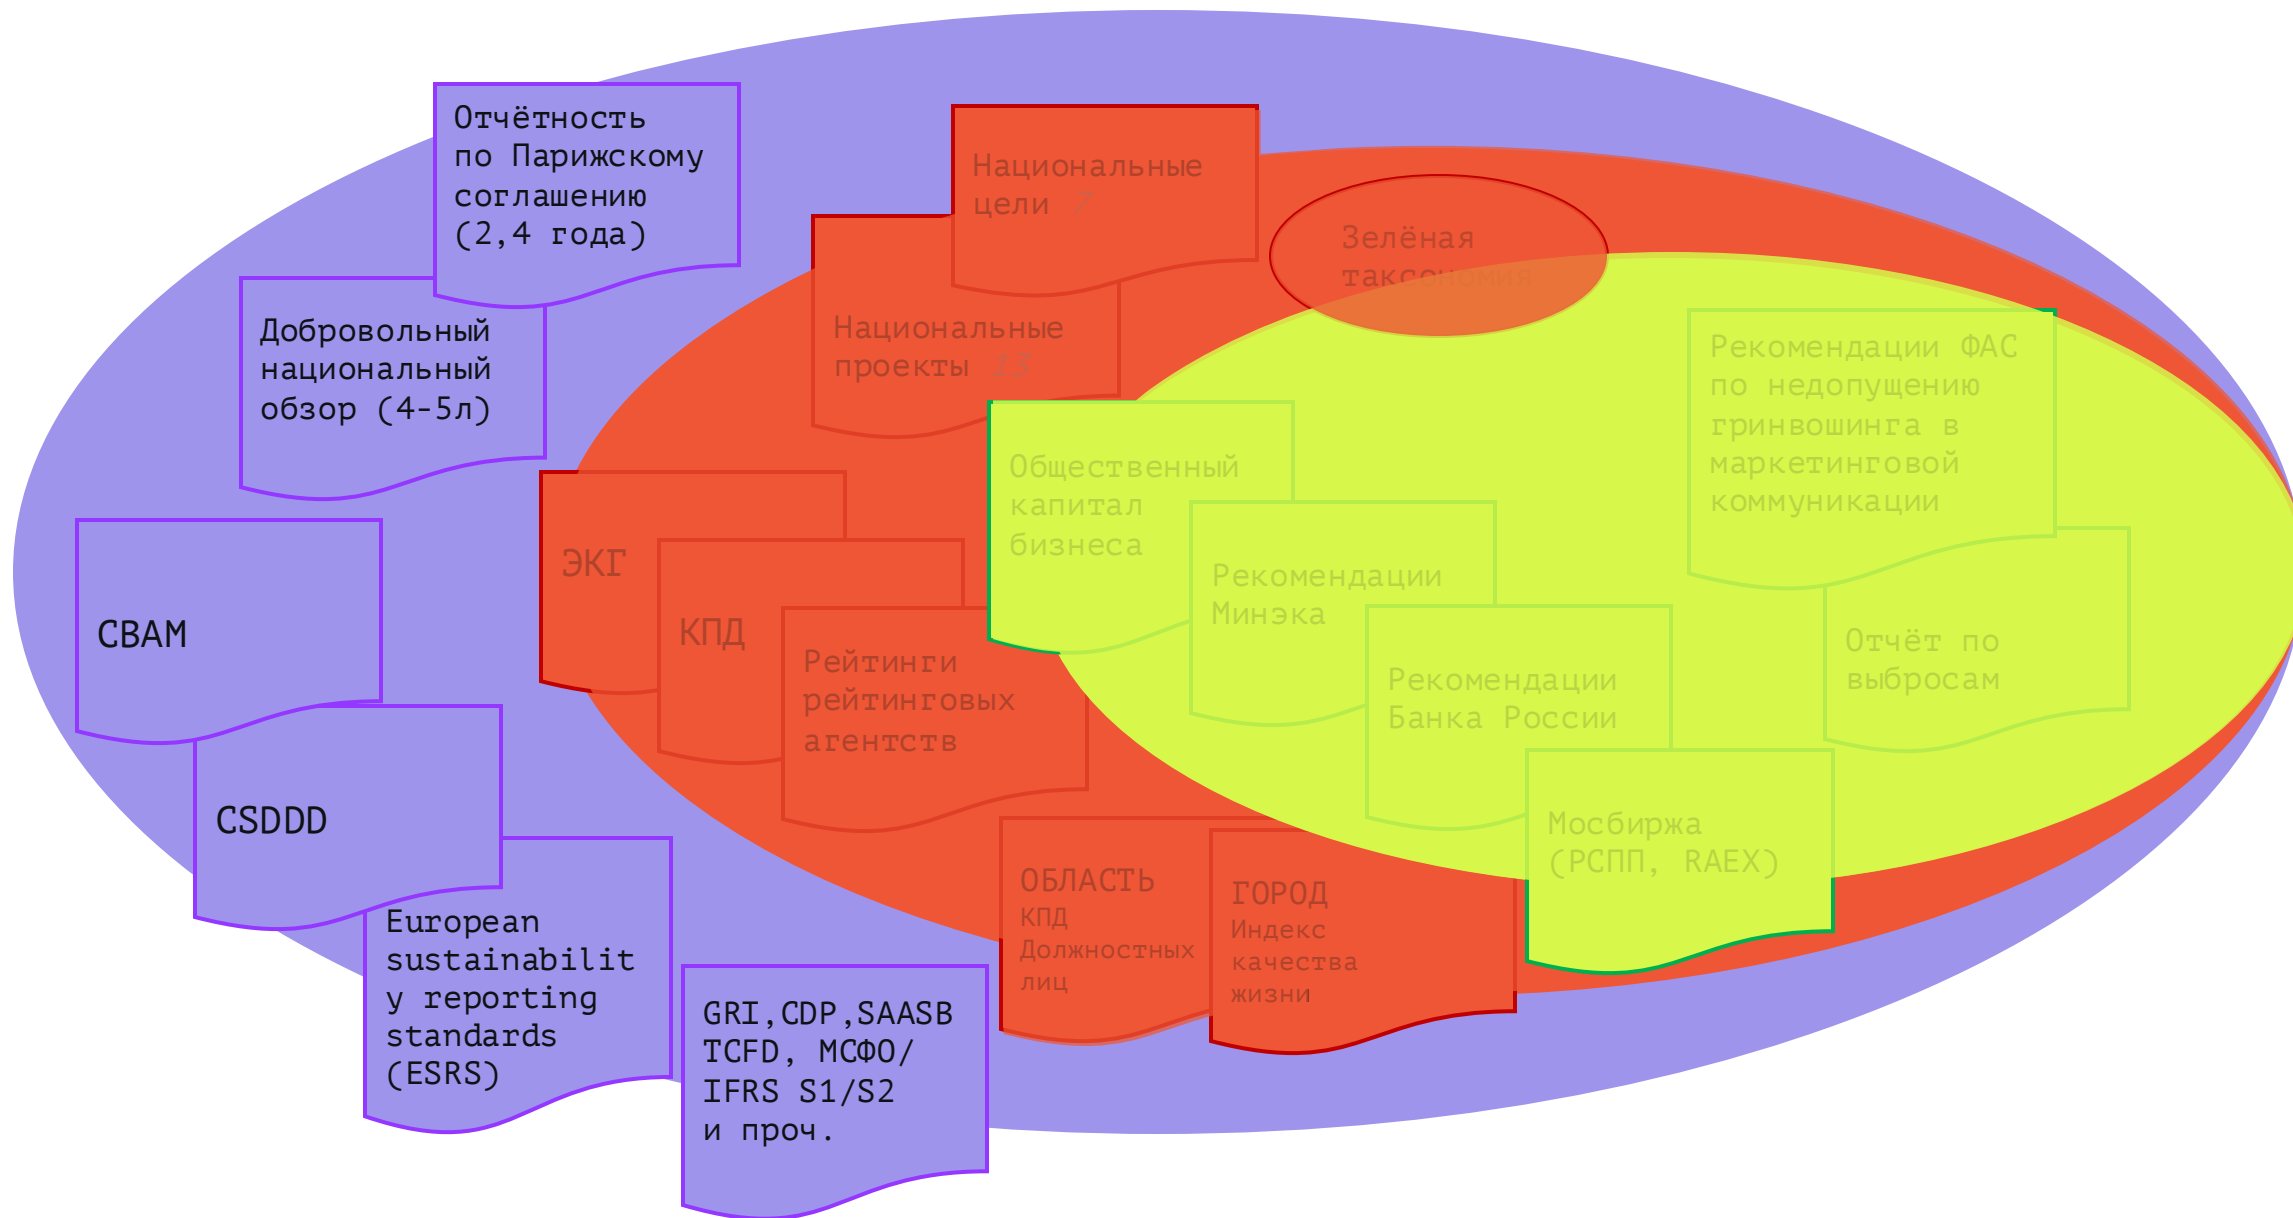 Отчётность
по Парижскому
соглашению
(2,4 года)
Национальные
цели 7
Зелёная
таксономия
Добровольный
национальный
обзор (4-5л)
Национальные
проекты 13
Рекомендации ФАС
по недопущению
гринвошинга в
маркетинговой
коммуникации
Общественный
капитал
бизнеса
ЭКГ
КПД
Рекомендации
Минэка
CBAM
Рейтинги
рейтинговых
агентств
Рекомендации
Банка России
Отчёт по
выбросам
CSDDD
Мосбиржа
(РСПП, RAEX)
ОБЛАСТЬ
КПД
Должностных
лиц
ГОРОД
Индекс
качества
жизни
European
sustainabilit
y reporting
standards
(ESRS)
GRI,CDP,SAASB
TCFD, МСФО/
IFRS S1/S2
и проч.